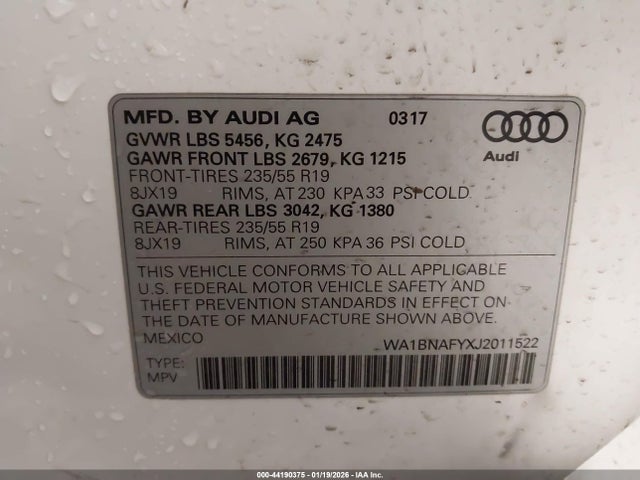 MFD. BY AUDI AG 0317
GVWR LBS 5456, KG 2475
GAWR FRONT LBS 2679, KG 1215
FRONT-TIRES 235/55 R19
8JX19 RIMS, AT 230 KPA 33 PSI COLD
GAWR REAR LBS 3042, KG 1380
REAR-TIRES 235/55 R19
8JX19 RIMS, AT 250 KPA 36 PSI COLD
Audi
THIS VEHICLE CONFORMS TO ALL APPLICABLE
U.S. FEDERAL MOTOR VEHICLE SAFETY AND
THEFT PREVENTION STANDARDS IN EFFECT ON
THE DATE OF MANUFACTURE SHOWN ABOVE.
MEXICO WA1BNAFYXJ2011522
TYPE:
MPV
000-44190375 - 01/19/2026 - IAA Inc.